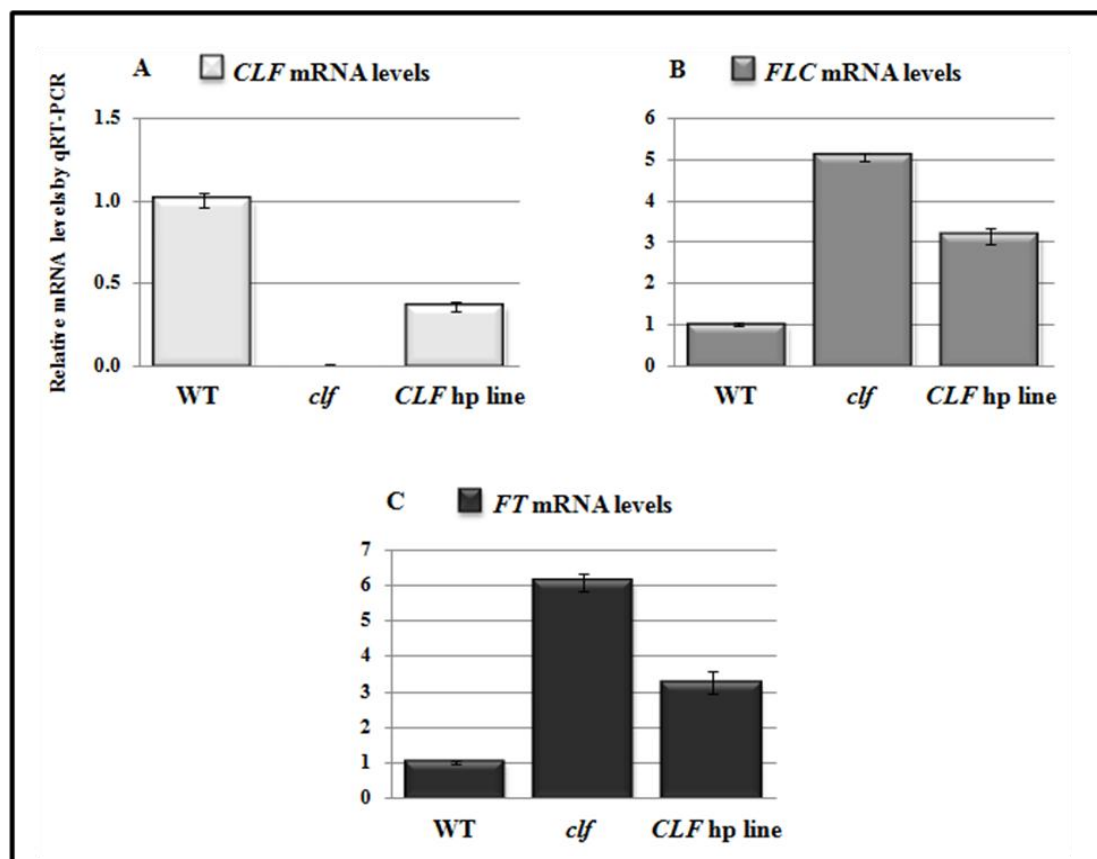 A
CLF mRNA levels
Relative mRNA levels by qRT-PCR
1.5
1.0
0.5
0.0
WT clf CLF hp line
B
FLC mRNA levels
6
5
4
3
2
1
0
WT clf CLF hp line
C
FT mRNA levels
7
6
5
4
3
2
1
0
WT clf CLF hp line